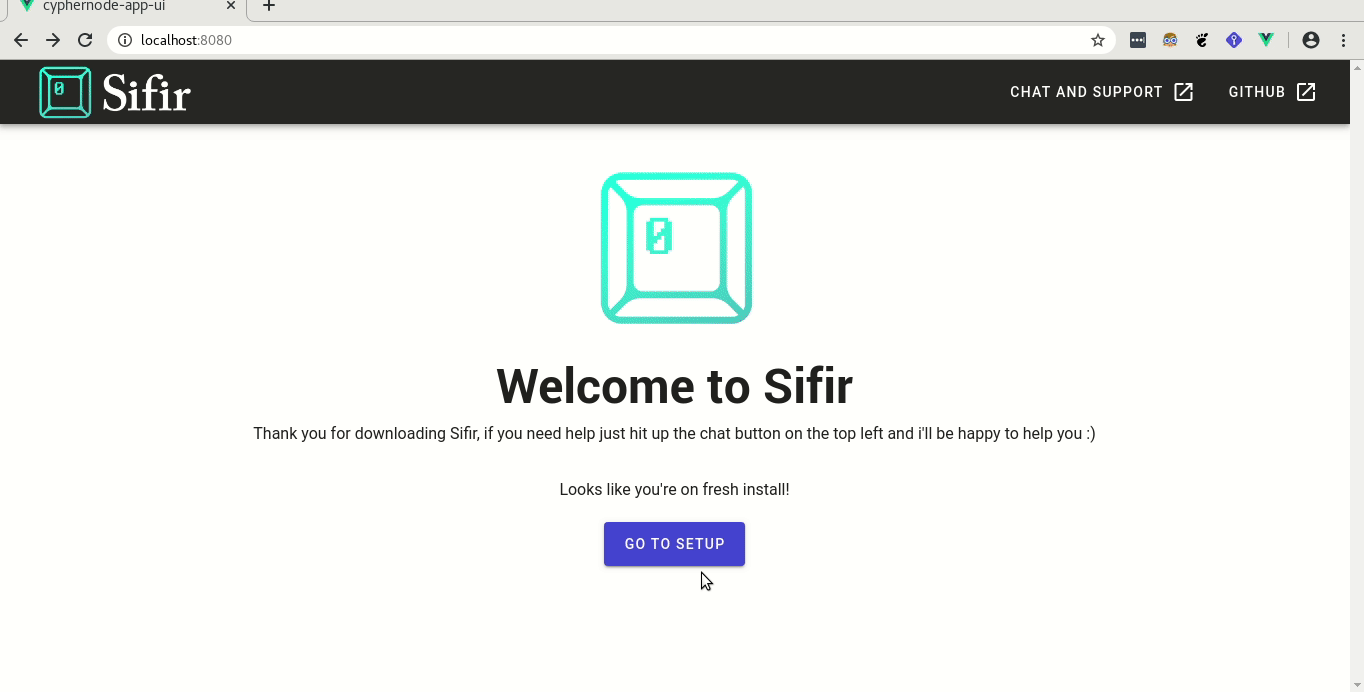 cyphernode-app-ui
localhost:8080
0 Sifir
CHAT AND SUPPORT
GITHUB
0
Welcome to Sifir
Thank you for downloading Sifir, if you need help just hit up the chat button on the top left and i'll be happy to help you :)
Looks like you're on fresh install!
GO TO SETUP